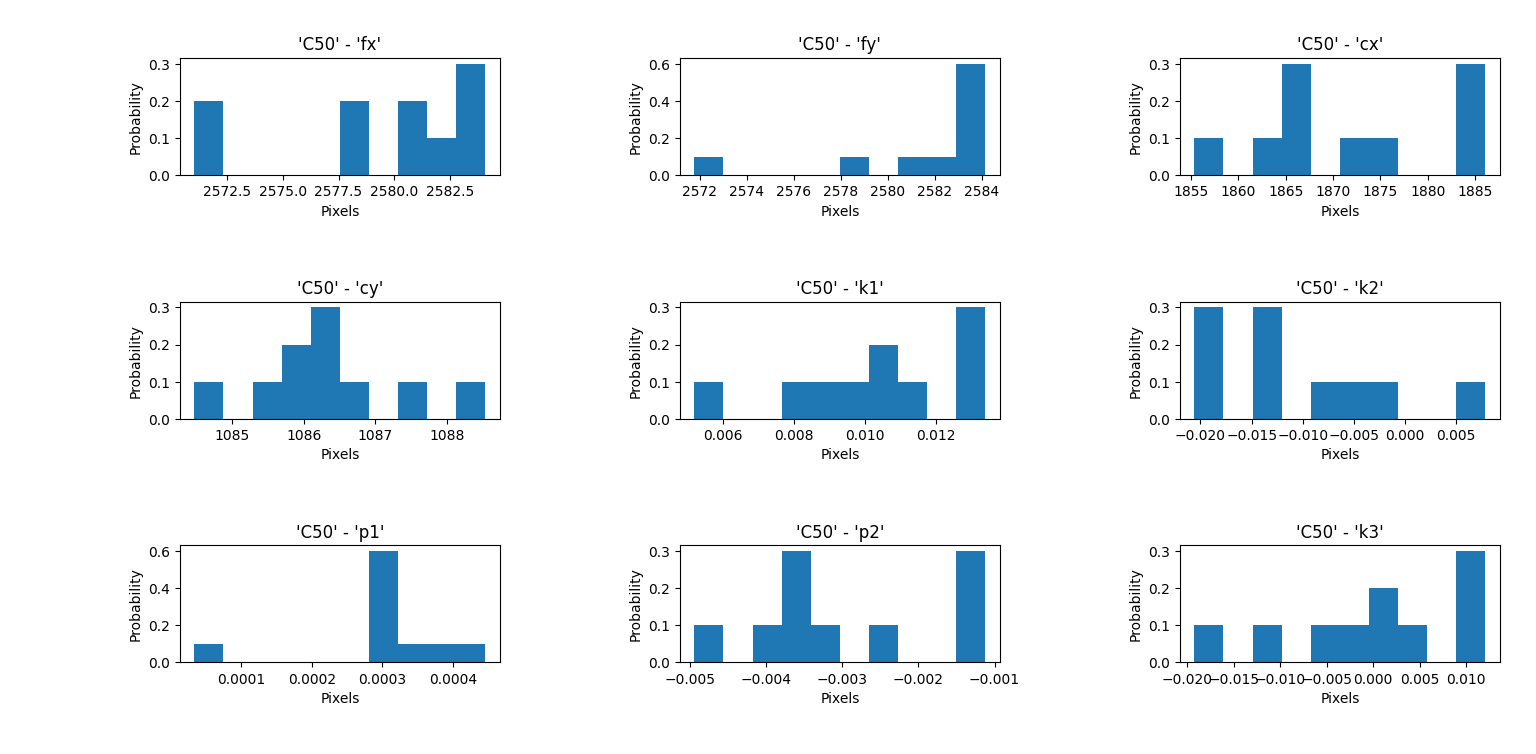 'C50' - 'fx'
'C50' - 'fy'
'C50' - 'cx'
Probability
0.3
0.2
0.1
0.0
2572.5 2575.0 2577.5 2580.0 2582.5
Pixels
Probability
0.6
0.4
0.2
0.0
2572 2574 2576 2578 2580 2582 2584
Pixels
Probability
0.3
0.2
0.1
0.0
1855 1860 1865 1870 1875 1880 1885
Pixels
'C50' - 'cy'
'C50' - 'k1'
'C50' - 'k2'
Probability
0.3
0.2
0.1
0.0
1085 1086 1087 1088
Pixels
Probability
0.3
0.2
0.1
0.0
0.006 0.008 0.010 0.012
Pixels
Probability
0.3
0.2
0.1
0.0
−0.020 −0.015 −0.010 −0.005 0.000 0.005
Pixels
'C50' - 'p1'
'C50' - 'p2'
'C50' - 'k3'
Probability
0.6
0.4
0.2
0.0
0.0001 0.0002 0.0003 0.0004
Pixels
Probability
0.3
0.2
0.1
0.0
−0.005 −0.004 −0.003 −0.002 −0.001
Pixels
Probability
0.3
0.2
0.1
0.0
−0.020 −0.015 −0.010 −0.005 0.000 0.005 0.010
Pixels